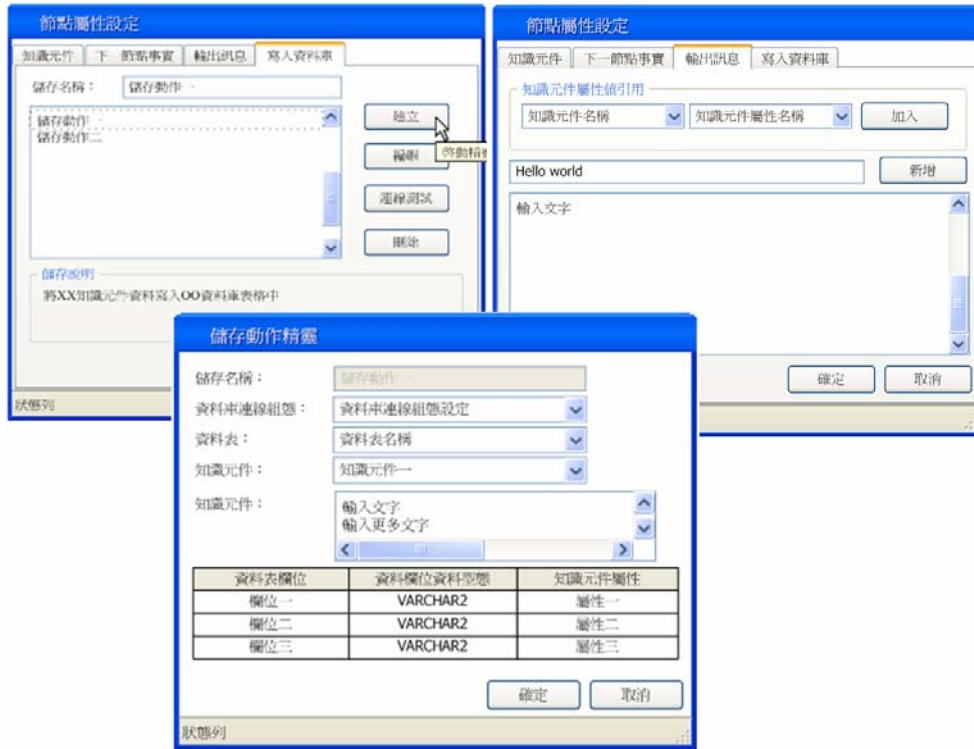 節點屬性設定
知識元件 下一節點事實 輸出訊息 寫入資料庫
儲存名稱： 儲存動作一
儲存動作一
儲存動作二
建立
編輯
連線測試
刪除
儲存說明
將XX知識元件資料寫入OO資料庫表格中
狀態列
節點屬性設定
知識元件 下一節點事實 輸出訊息 寫入資料庫
知識元件屬性值引用
知識元件名稱 知識元件屬性名稱 加入
Hello world 新增
輸入文字
確定 取消
儲存動作精靈
儲存名稱： 儲存動作一
資料庫連線組態： 資料庫連線組態設定
資料表： 資料表名稱
知識元件： 知識元件一
知識元件： 輸入文字
輸入更多文字
資料表欄位 資料欄位資料型態 知識元件屬性
欄位一 VARCHAR2 屬性一
欄位二 VARCHAR2 屬性二
欄位三 VARCHAR2 屬性三
確定 取消
狀態列